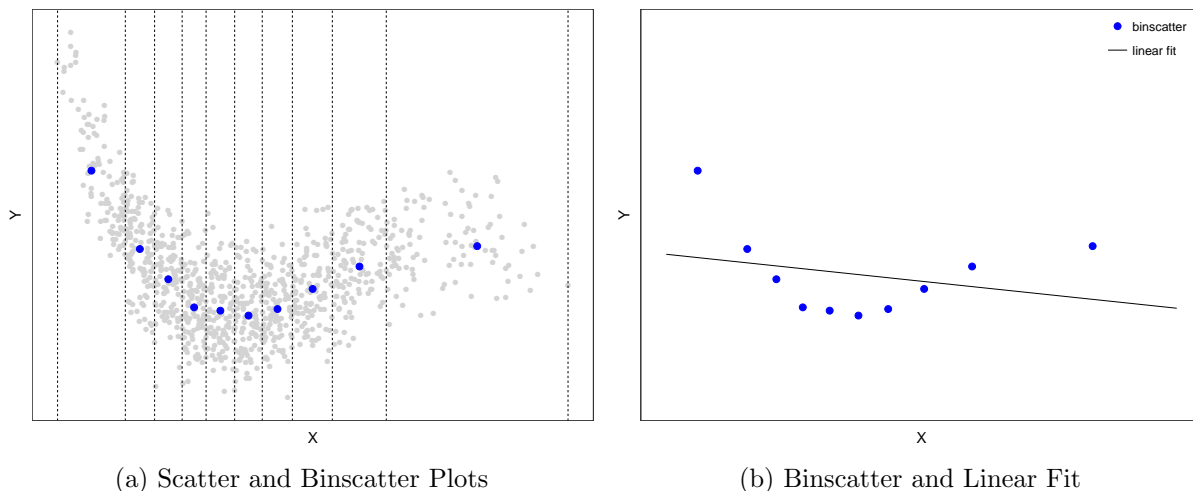 Y
X
(a) Scatter and Binscatter Plots
binscatter
linear fit
Y
X
(b) Binscatter and Linear Fit